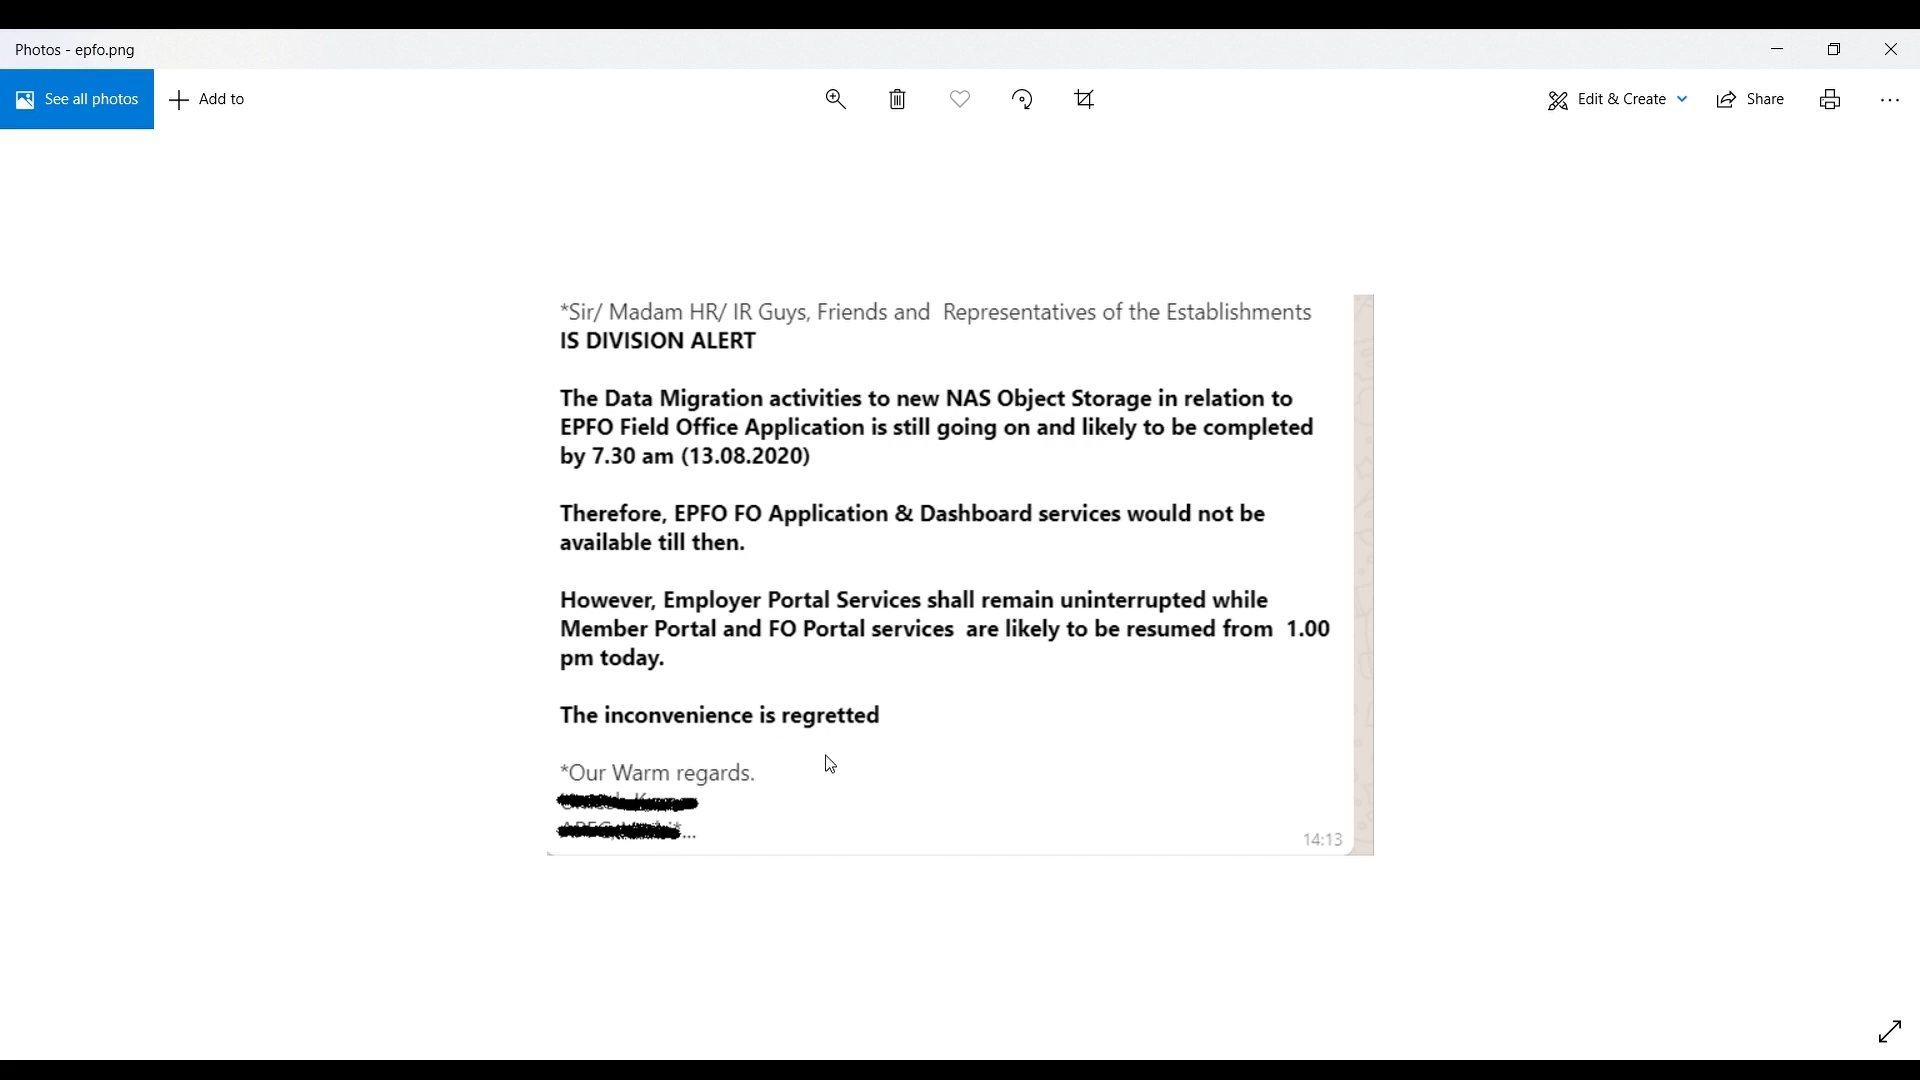 Photos - epfo.png
See all photos
Add to
Edit & Create
Share
*Sir/ Madam HR/ IR Guys, Friends and  Representatives of the Establishments
IS DIVISION ALERT
The Data Migration activities to new NAS Object Storage in relation to
EPFO Field Office Application is still going on and likely to be completed
by 7.30 am (13.08.2020)
Therefore, EPFO FO Application & Dashboard services would not be
available till then.
However, Employer Portal Services shall remain uninterrupted while
Member Portal and FO Portal services  are likely to be resumed from  1.00
pm today.
The inconvenience is regretted
*Our Warm regards.
...
14:13